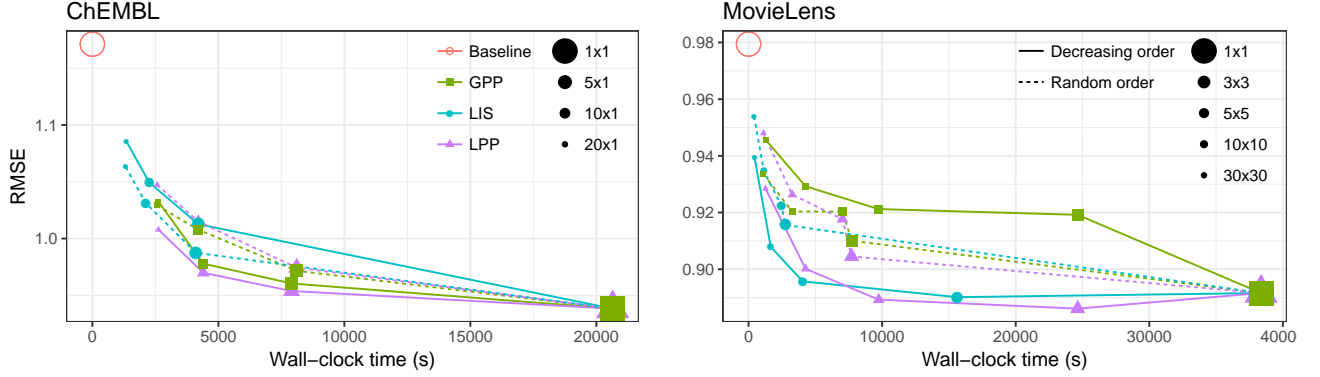 ChEMBL
MovieLens
RMSE
1.1
1.0
Baseline
GPP
LIS
LPP
1x1
5x1
10x1
20x1
0
5000
10000
15000
20000
Wall−clock time (s)
0.98
0.96
0.94
0.92
0.90
Decreasing order
Random order
1x1
3x3
5x5
10x10
30x30
0
10000
20000
30000
4000
Wall−clock time (s)